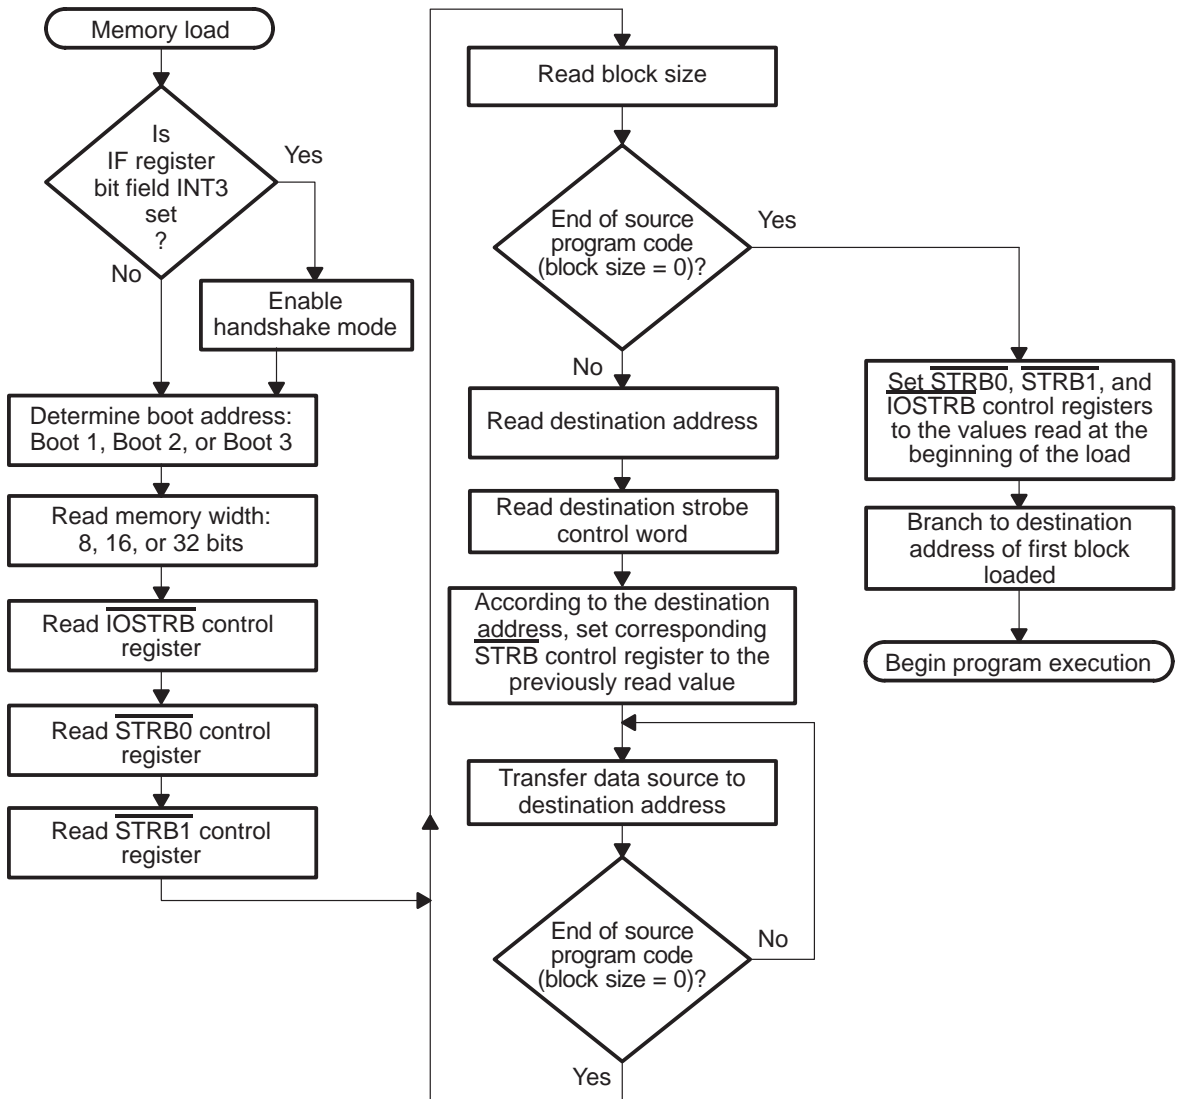 Memory load
Is
IF register
bit field INT3
set
?
Yes
No
Enable
handshake mode
Determine boot address:
Boot 1, Boot 2, or Boot 3
Read memory width:
8, 16, or 32 bits
Read IOSTRB control
register
Read STRB0 control
register
Read STRB1 control
register
Read block size
End of source
program code
(block size = 0)?
Yes
No
Read destination address
Read destination strobe
control word
According to the destination
address, set corresponding
STRB control register to the
previously read value
Transfer data source to
destination address
End of source
program code
(block size = 0)?
No
Yes
Set STRB0, STRB1, and
IOSTRB control registers
to the values read at the
beginning of the load
Branch to destination
address of first block
loaded
Begin program execution